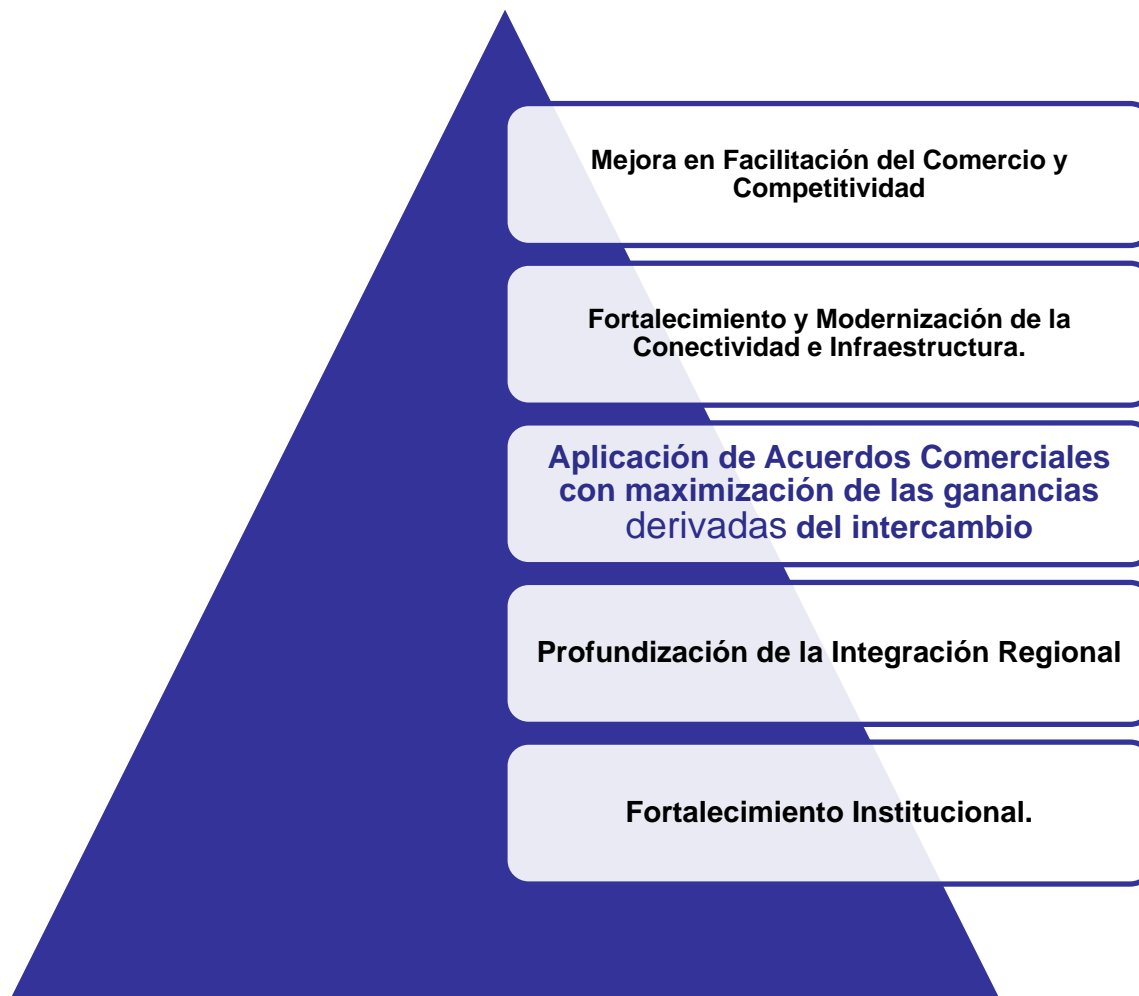 Mejora en Facilitación del Comercio y
Competitividad
Fortalecimiento y Modernización de la
Conectividad e Infraestructura.
Aplicación de Acuerdos Comerciales
con maximización de las ganancias
derivadas del intercambio
Profundización de la Integración Regional
Fortalecimiento Institucional.